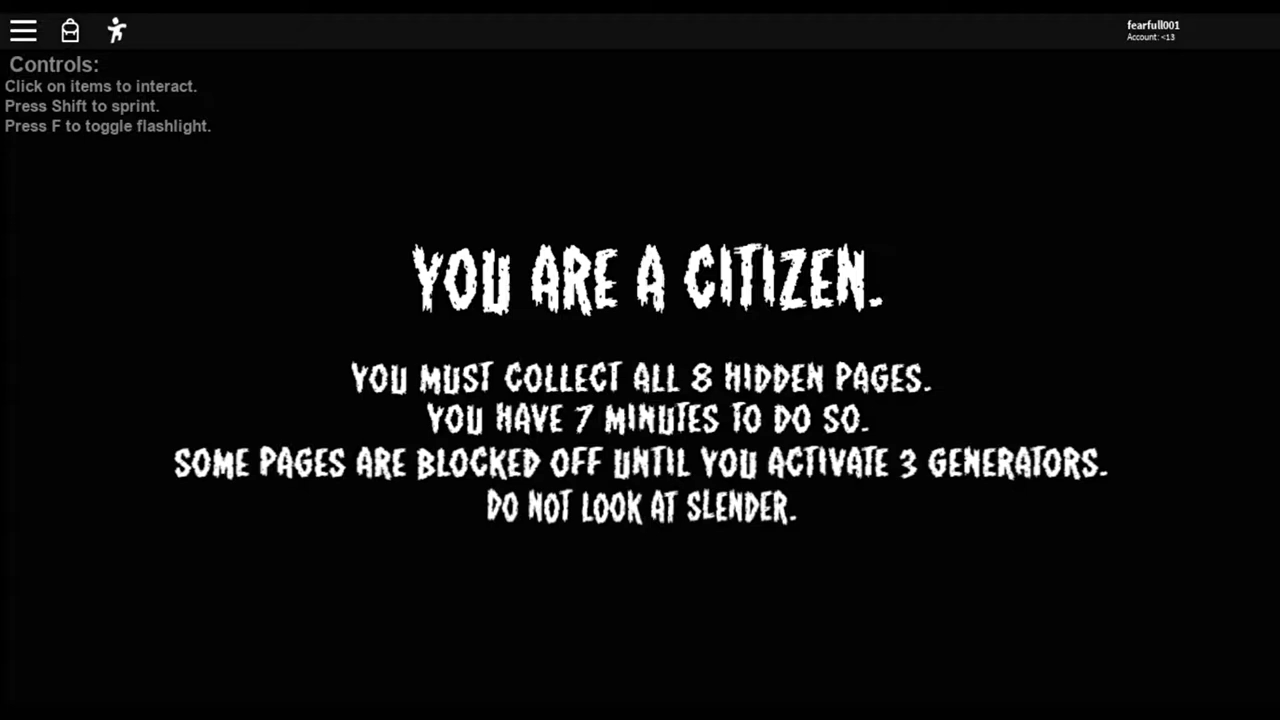 fearfull001
Account: <13
Controls:
Click on items to interact.
Press Shift to sprint.
Press F to toggle flashlight.
YOU ARE A CITIZEN.
YOU MUST COLLECT ALL 8 HIDDEN PAGES.
YOU HAVE 7 MINUTES TO DO SO.
SOME PAGES ARE BLOCKED OFF UNTIL YOU ACTIVATE 3 GENERATORS.
DO NOT LOOK AT SLENDER.